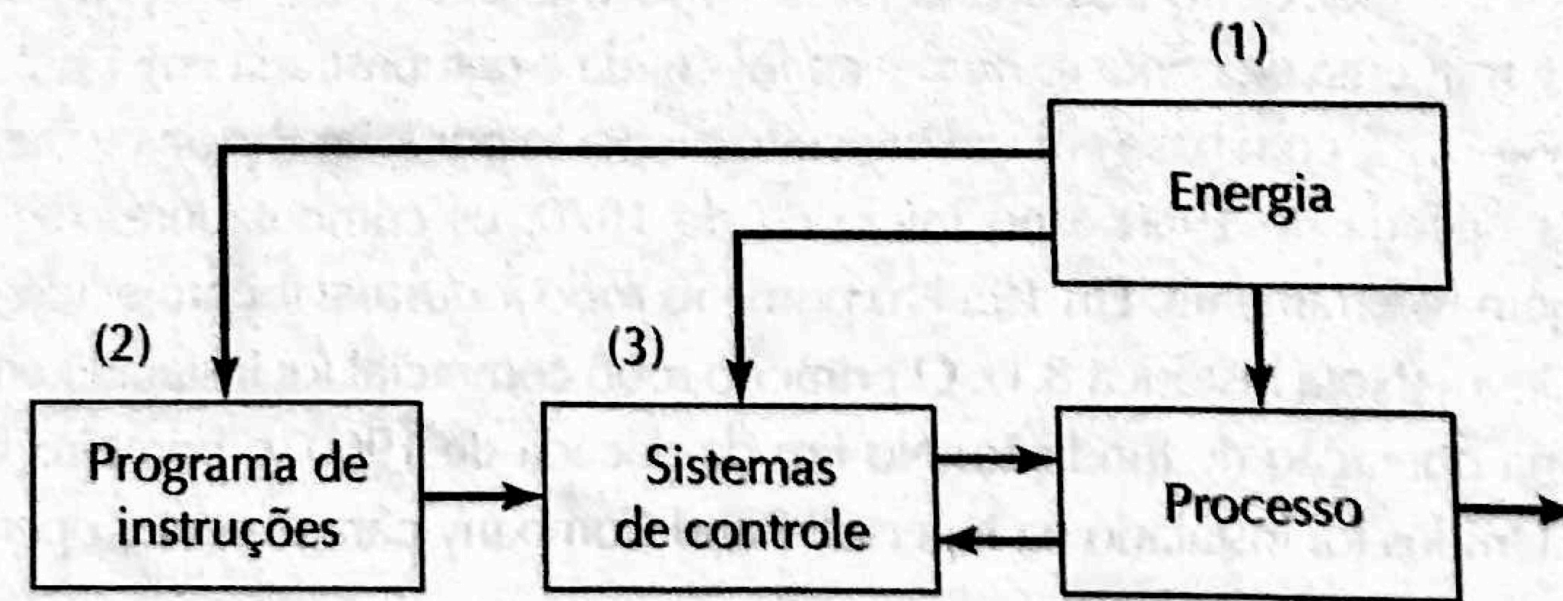 (1)
Energia
(2)
(3)
Programa de
instruções
Sistemas
de controle
Processo